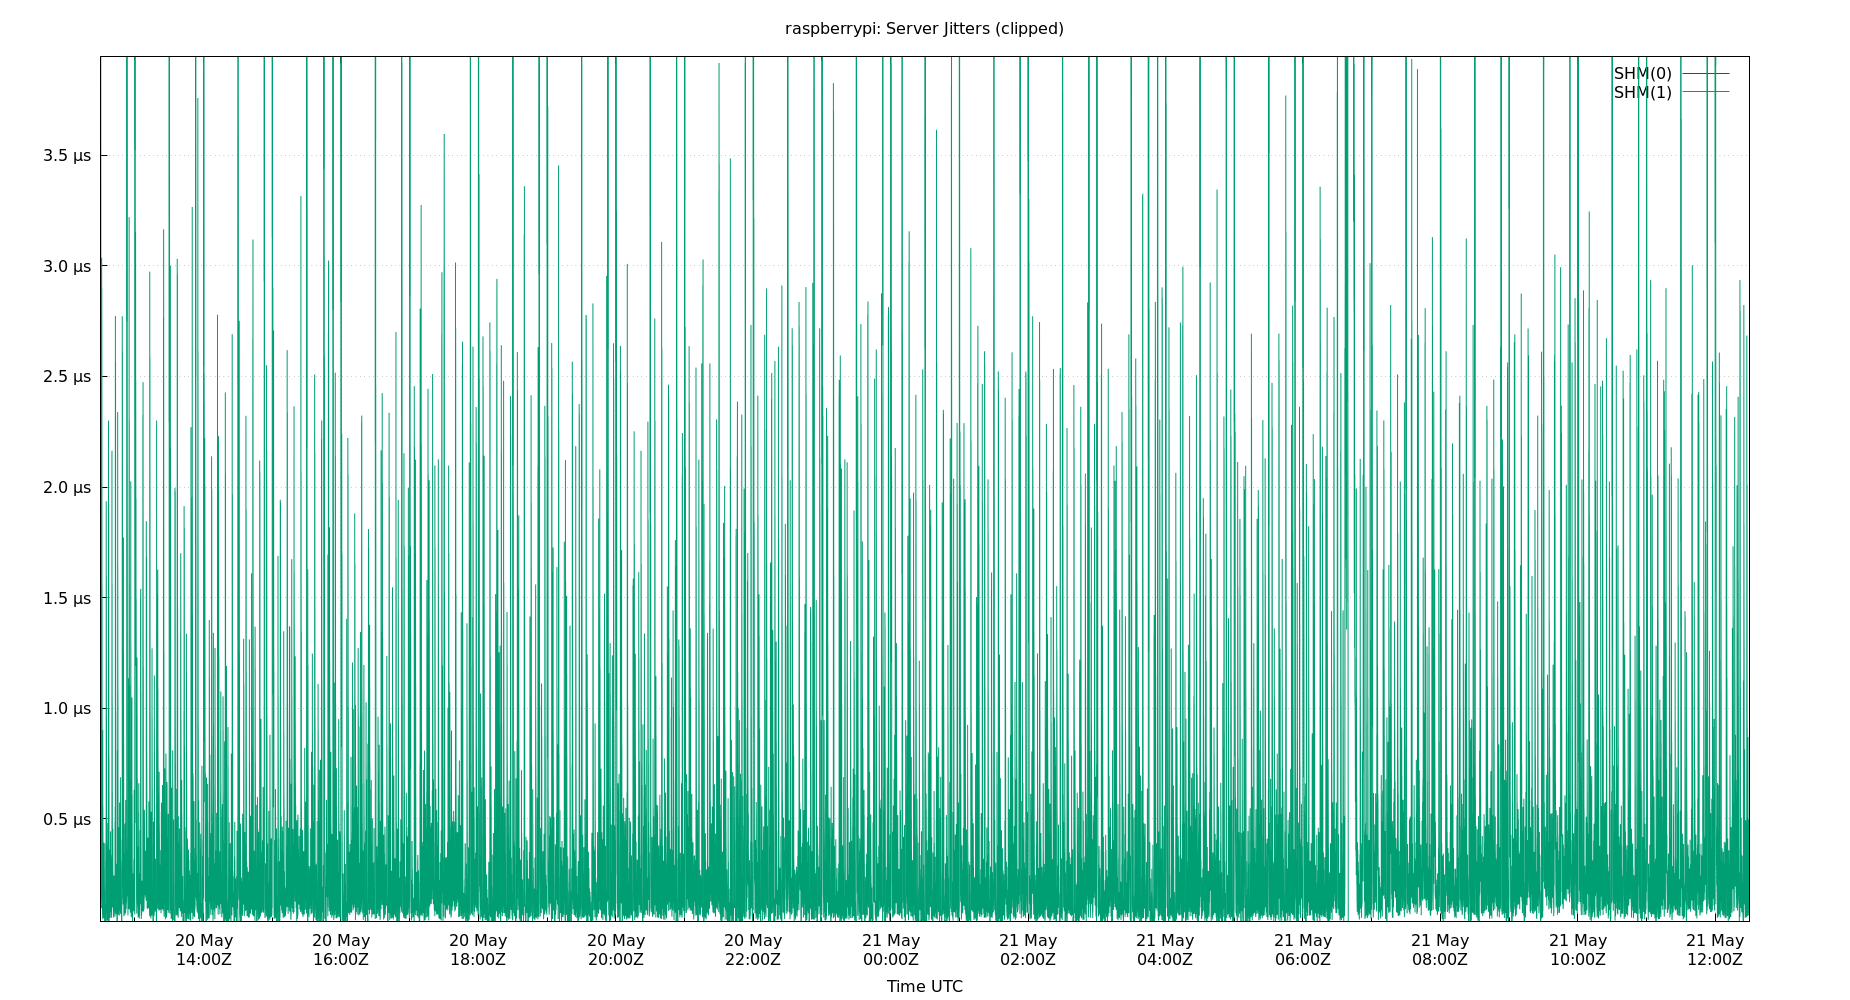 raspberrypi: Server Jitters (clipped)
SHM(0)
SHM(1)
3.5 µs
3.0 µs
2.5 µs
2.0 µs
1.5 µs
1.0 µs
0.5 µs
20 May 20 May 20 May 20 May 20 May 21 May 21 May 21 May 21 May 21 May 21 May 21 May
14:00Z 16:00Z 18:00Z 20:00Z 22:00Z 00:00Z 02:00Z 04:00Z 06:00Z 08:00Z 10:00Z 12:00Z
Time UTC